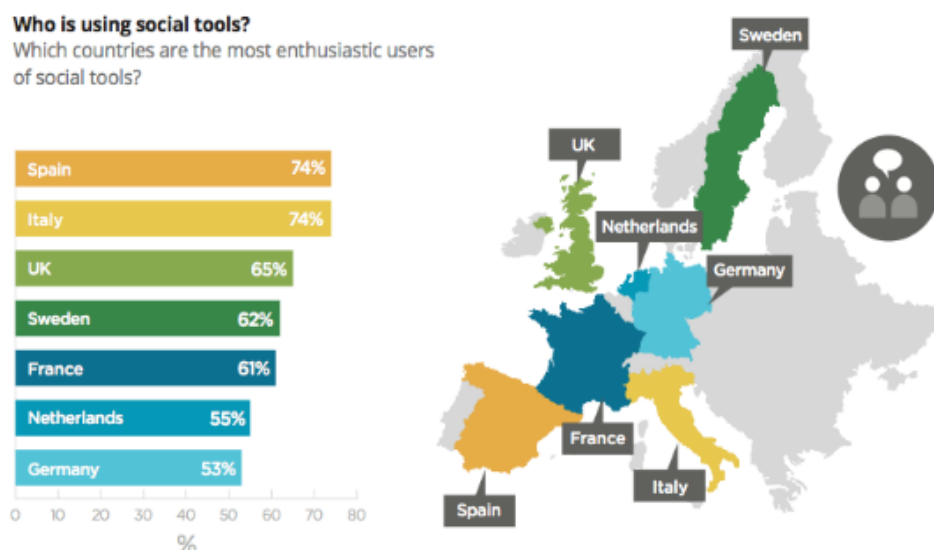 Who is using social tools?
Which countries are the most enthusiastic users
of social tools?
Spain 74%
Italy 74%
UK 65%
Sweden 62%
France 61%
Netherlands 55%
Germany 53%
0 10 20 30 40 50 60 70 80
%
Sweden
UK
Netherlands
Germany
France
Italy
Spain